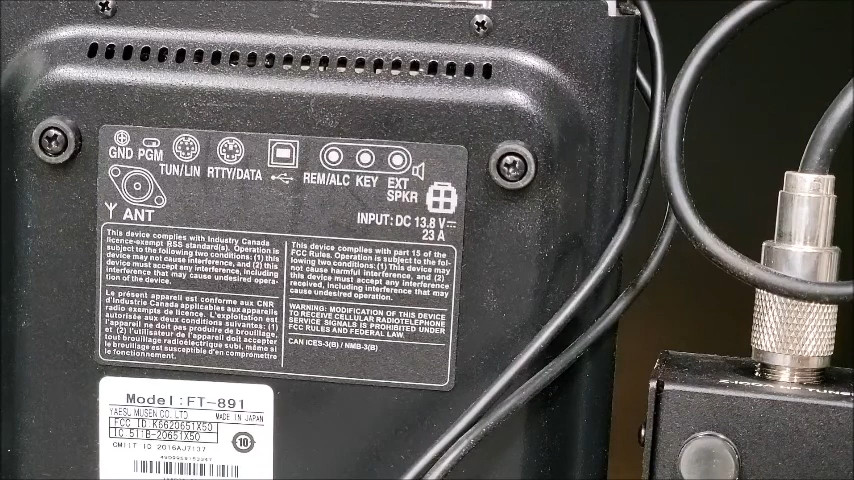 GND PGM
TUN/LIN RTTY/DATA
REM/ALC KEY EXT
SPKR
ANT
INPUT: DC 13.8 V
23 A
This device complies with Industry Canada
licence-exempt RSS standard(s). Operation is
subject to the following two conditions: (1) this
device may not cause interference, and (2) this
device must accept any interference, including
interference that may cause undesired opera-
tion of the device.
Le présent appareil est conforme aux CNR
d'Industrie Canada applicables aux appareils
radio exempts de licence. L'exploitation est
autorisée aux deux conditions suivantes: (1)
l'appareil ne doit pas produire de brouillage,
et (2) l'utilisateur de l'appareil doit accepter
tout brouillage radioélectrique subi, même si
le brouillage est susceptible d'en compromettre
le fonctionnement.
This device complies with part 15 of the
FCC Rules. Operation is subject to the fol-
lowing two conditions: (1) This device may
not cause harmful interference, and (2)
this device must accept any interference
received, including interference that may
cause undesired operation.
WARNING: MODIFICATION OF THIS DEVICE
TO RECEIVE CELLULAR RADIOTELEPHONE
SERVICE SIGNALS IS PROHIBITED UNDER
FCC RULES AND FEDERAL LAW.
CAN ICES-3(B) / NMB-3(B)
Model:FT-891
YAESU MUSEN CO., LTD MADE IN JAPAN
FCC ID.K6620651X50
IC.511B-20651X50
10
CMIIT ID 2016AJ7137